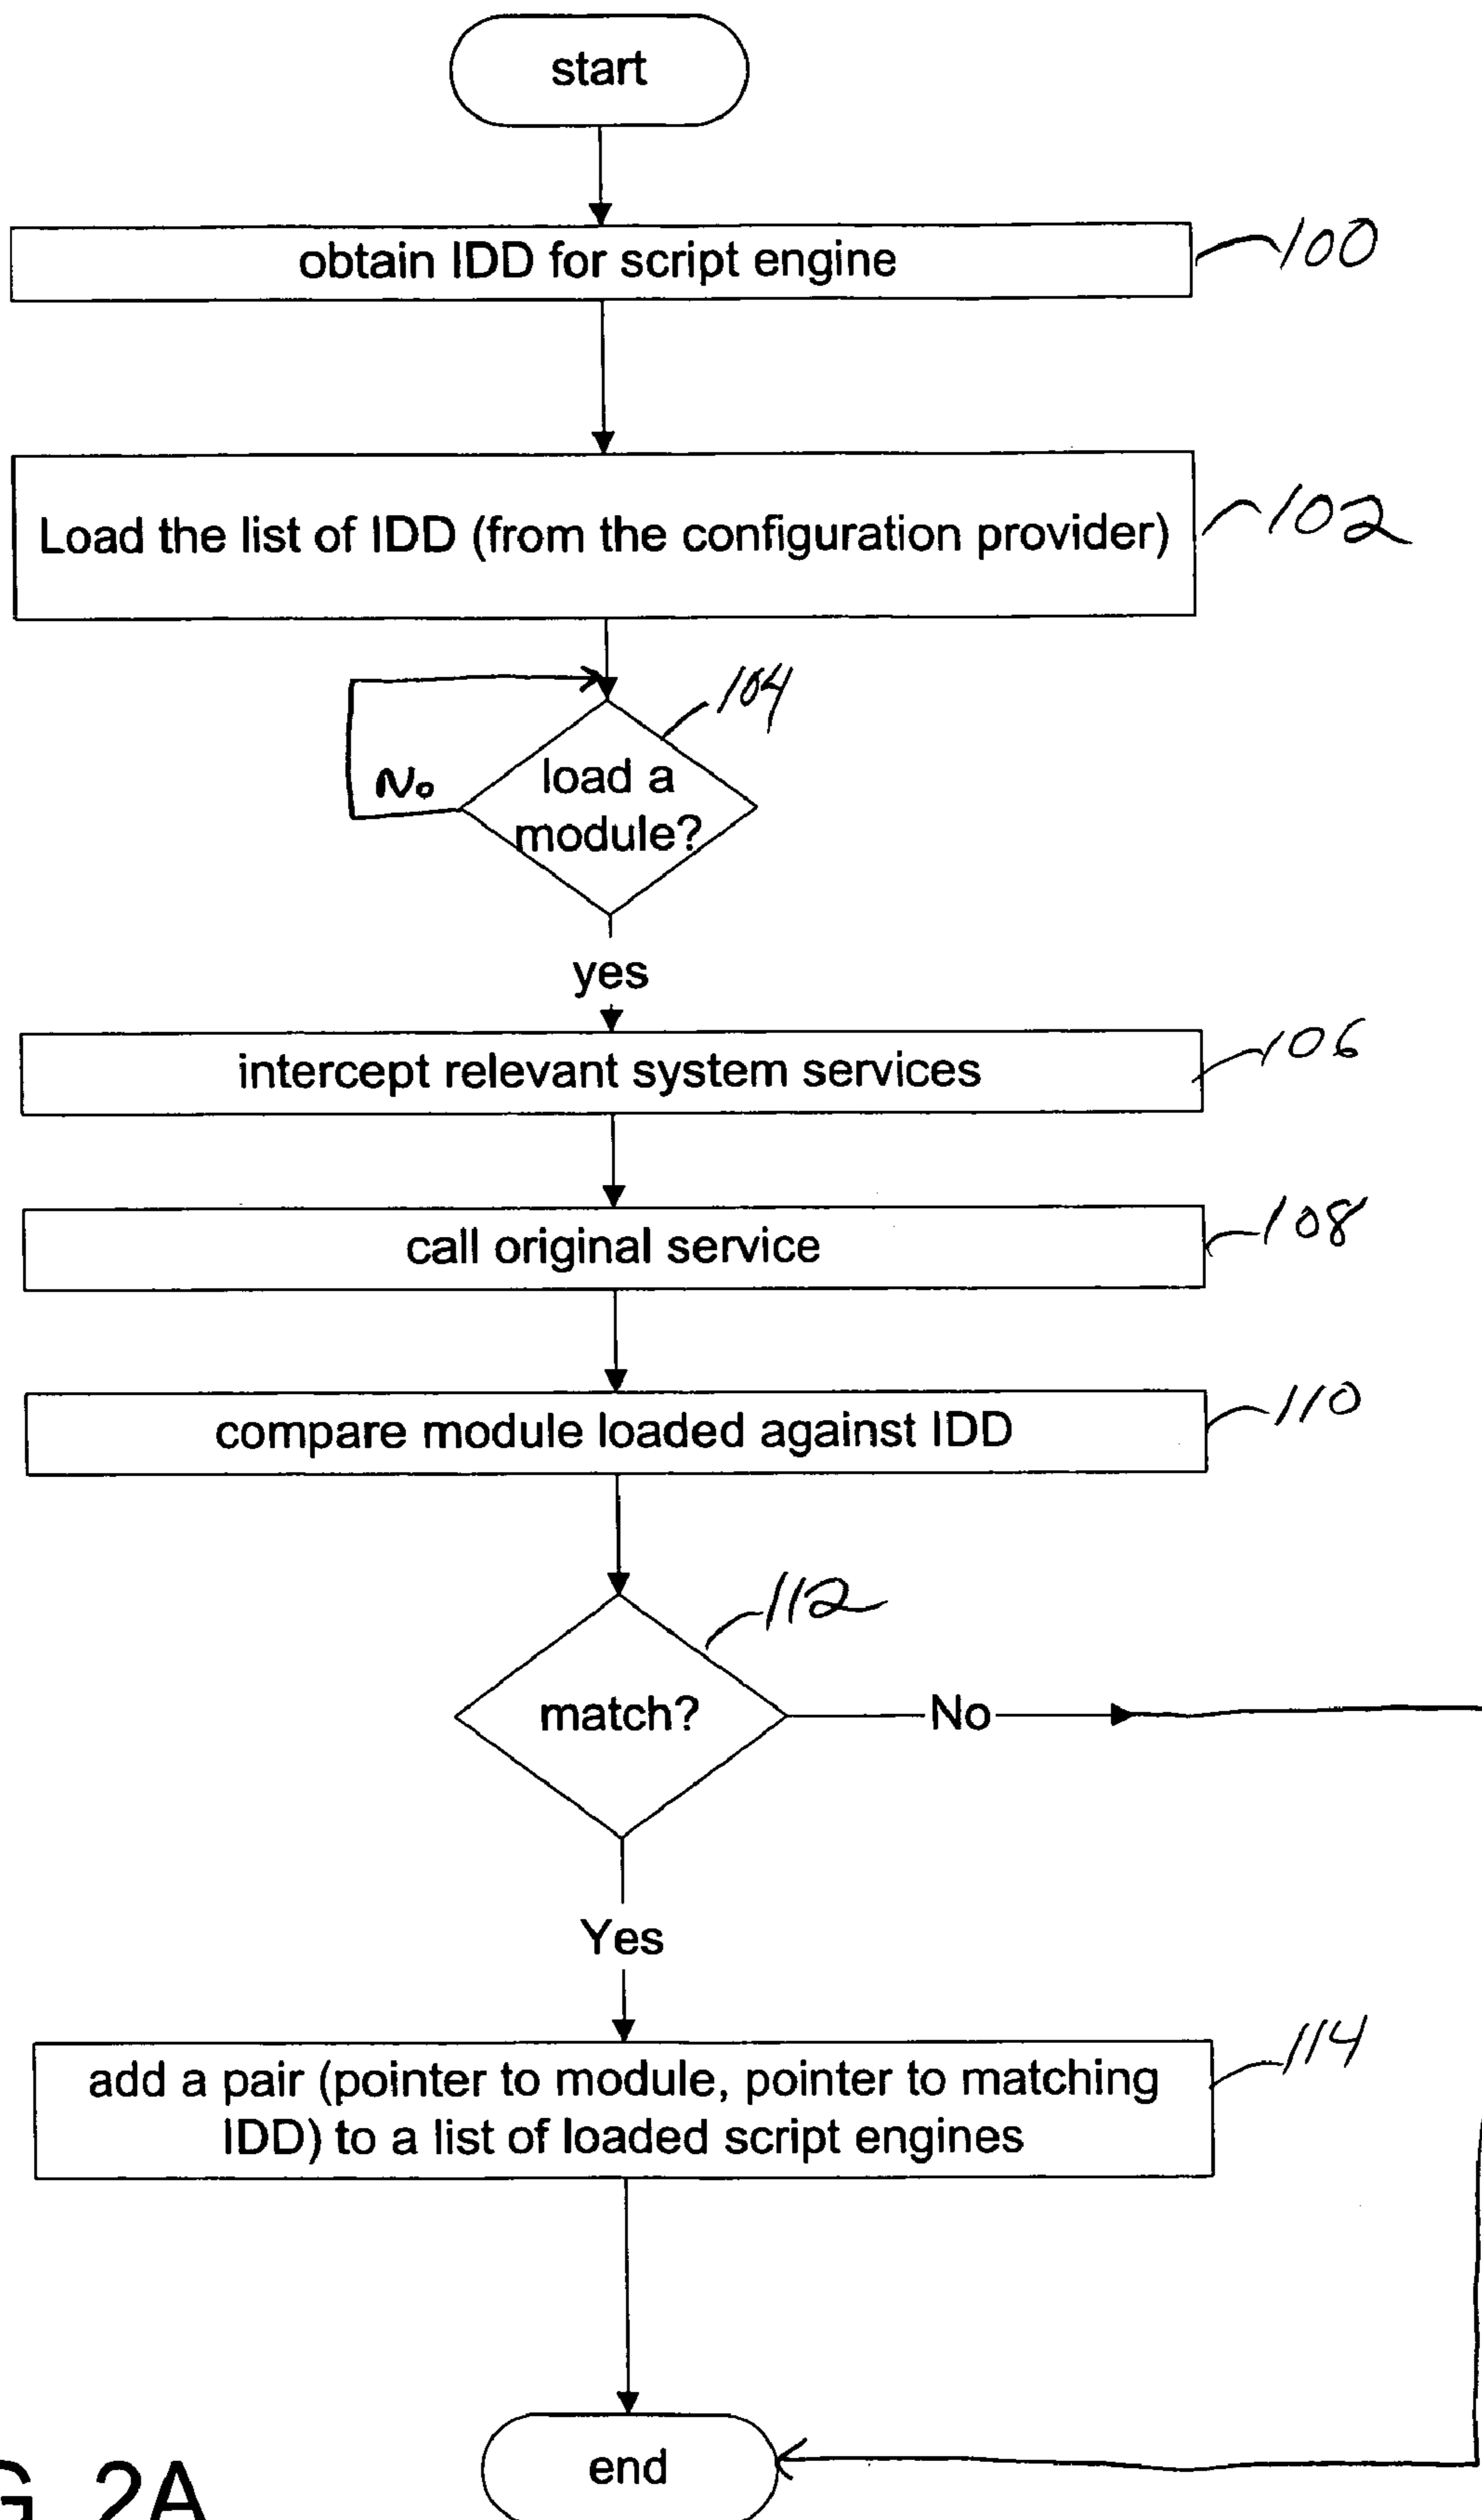 start
obtain IDD for script engine
100
Load the list of IDD (from the configuration provider)
102
104
load a
module?
No
yes
intercept relevant system services
106
call original service
108
compare module loaded against IDD
110
112
match?
No
Yes
add a pair (pointer to module, pointer to matching
IDD) to a list of loaded script engines
114
end
G. 2A